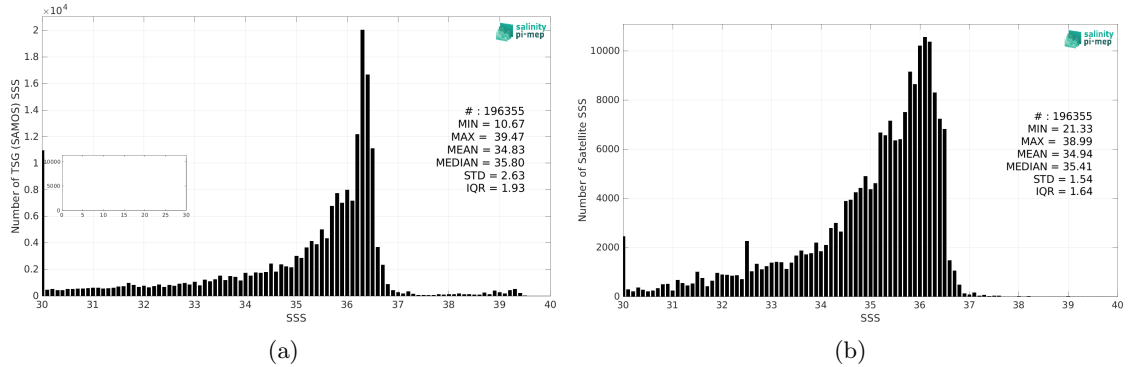 ×10⁴
2
1.8
1.6
1.4
1.2
1
0.8
0.6
0.4
0.2
0
Number of TSG (SAMOS) SSS
salinity
pi-mep
# : 196355
MIN = 10.67
MAX = 39.47
MEAN = 34.83
MEDIAN = 35.80
STD = 2.63
IQR = 1.93
10000
5000
0
0 5 10 15 20 25 30
30 31 32 33 34 35 36 37 38 39 40
SSS
(a)
10000
8000
6000
4000
2000
0
Number of Satellite SSS
salinity
pi-mep
# : 196355
MIN = 21.33
MAX = 38.99
MEAN = 34.94
MEDIAN = 35.41
STD = 1.54
IQR = 1.64
30 31 32 33 34 35 36 37 38 39 40
SSS
(b)